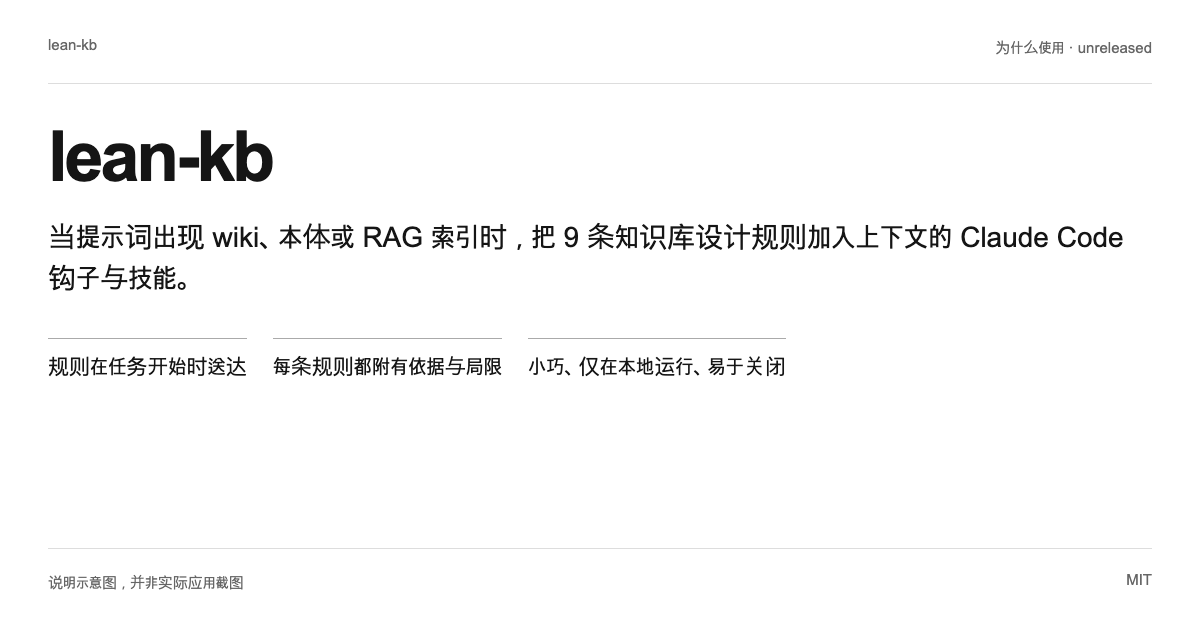 lean-kb
为什么使用 · unreleased
lean-kb
当提示词出现 wiki、本体或 RAG 索引时，把 9 条知识库设计规则加入上下文的 Claude Code
钩子与技能。
规则在任务开始时送达
每条规则都附有依据与局限
小巧、仅在本地运行、易于关闭
说明示意图，并非实际应用截图
MIT